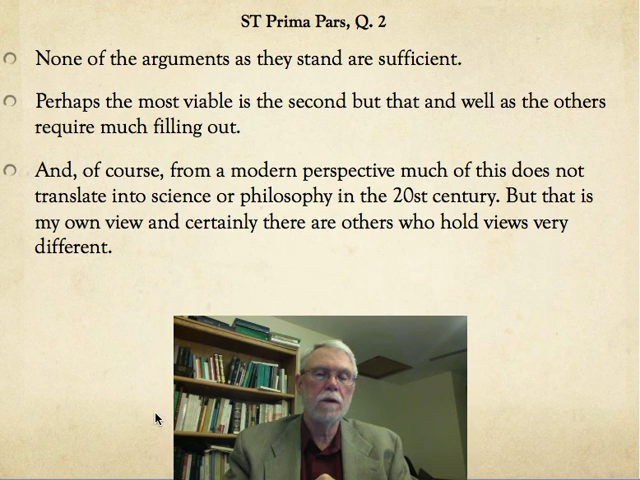 ST Prima Pars, Q. 2
None of the arguments as they stand are sufficient.
Perhaps the most viable is the second but that and well as the others
require much filling out.
And, of course, from a modern perspective much of this does not
translate into science or philosophy in the 20st century. But that is
my own view and certainly there are others who hold views very
different.